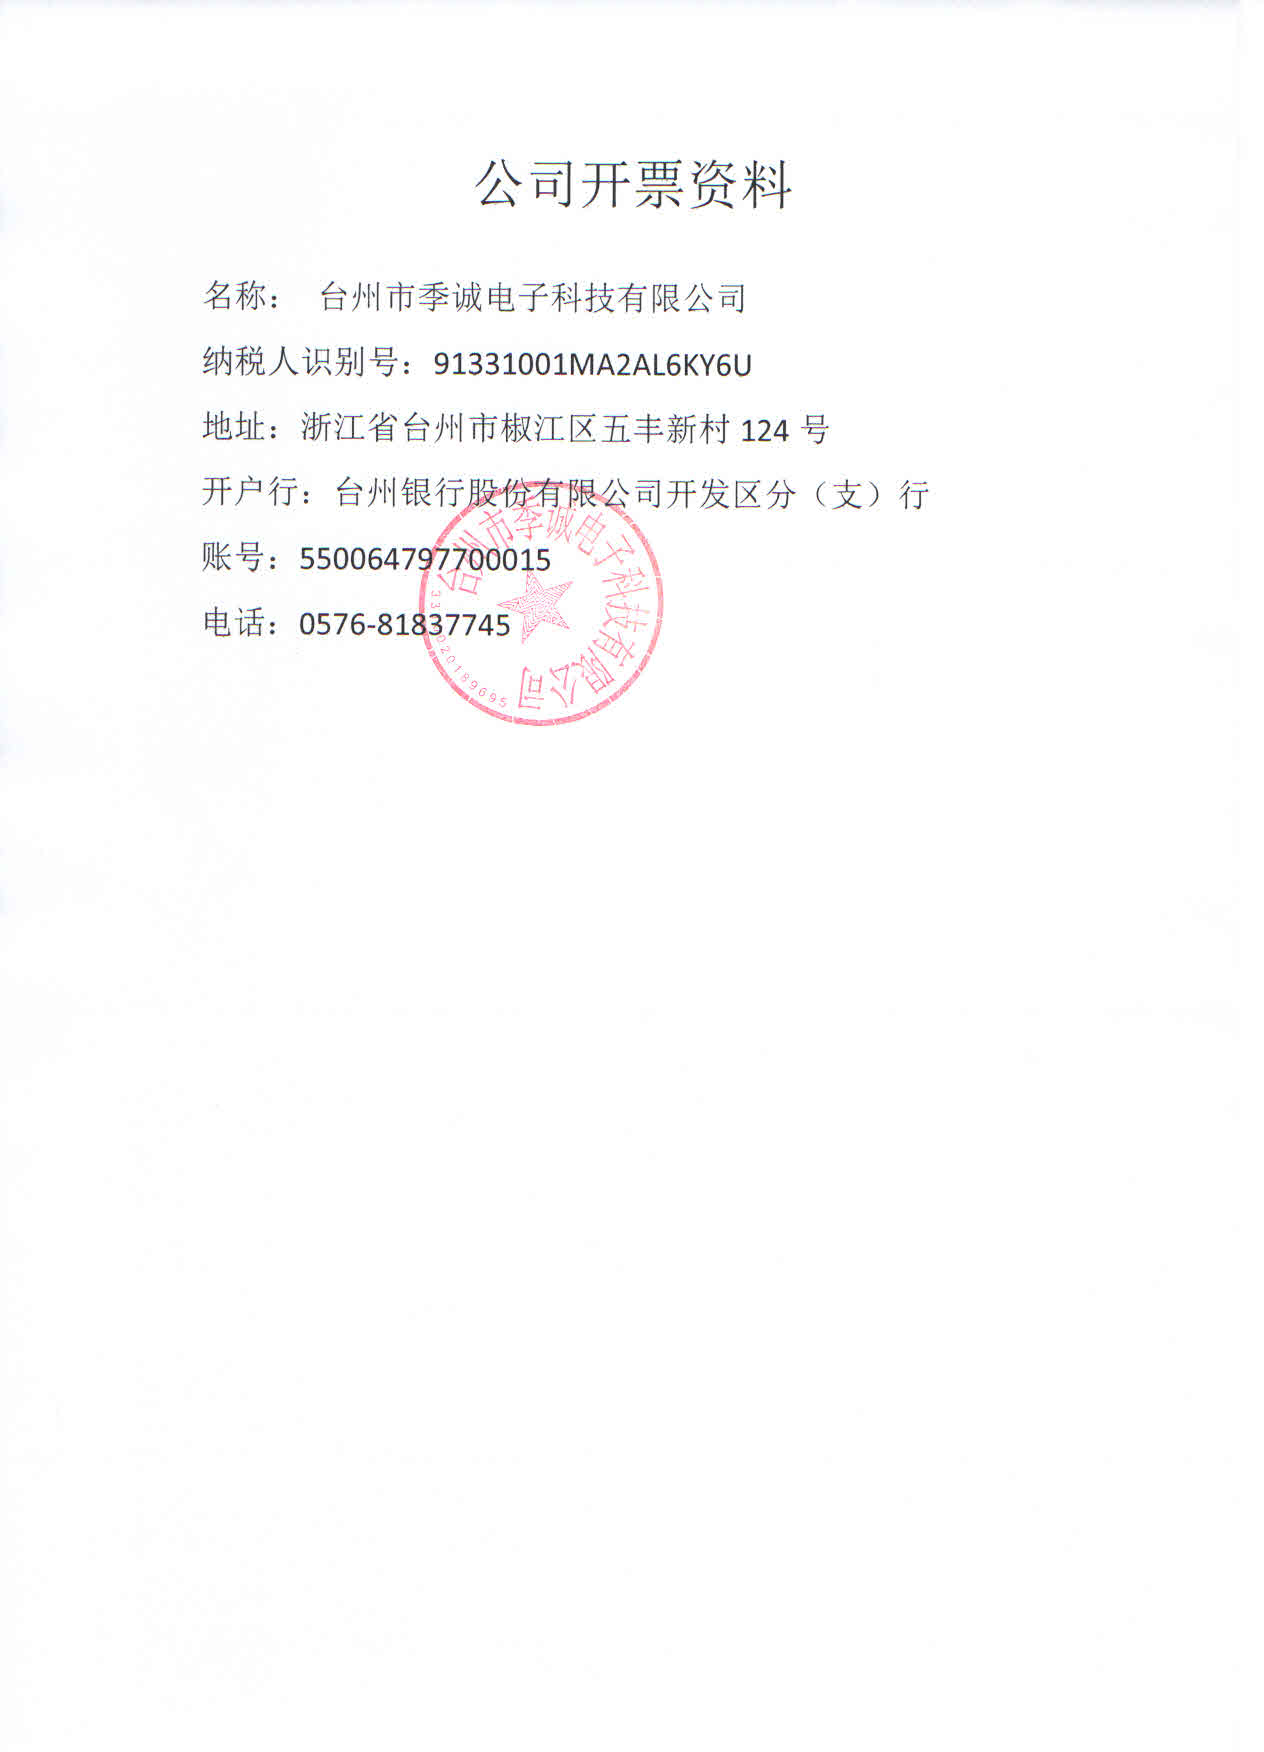 公司开票资料
名称： 台州市季诚电子科技有限公司
纳税人识别号：91331001MA2AL6KY6U
地址：浙江省台州市椒江区五丰新村 124 号
开户行：台州银行股份有限公司开发区分（支）行
账号：550064797700015
电话：0576-81837745
台州市季诚电子科技有限公司